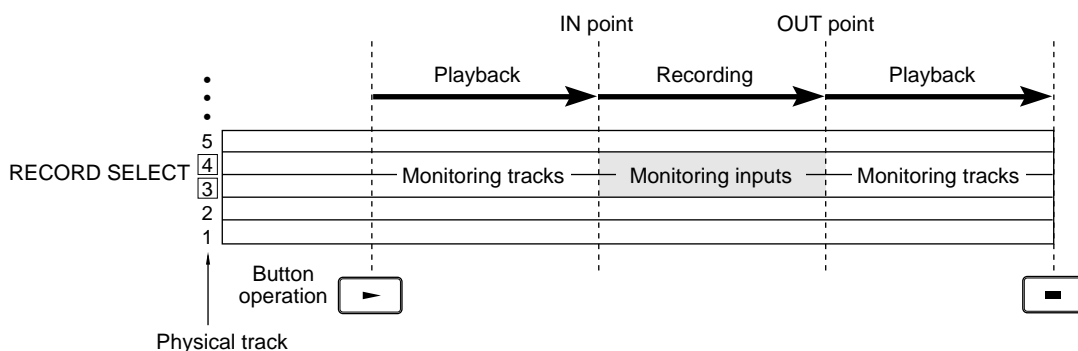 IN point OUT point
Playback Recording Playback
5
RECORD SELECT 4
Monitoring tracks Monitoring inputs Monitoring tracks
3
2
1
Button
operation
Physical track